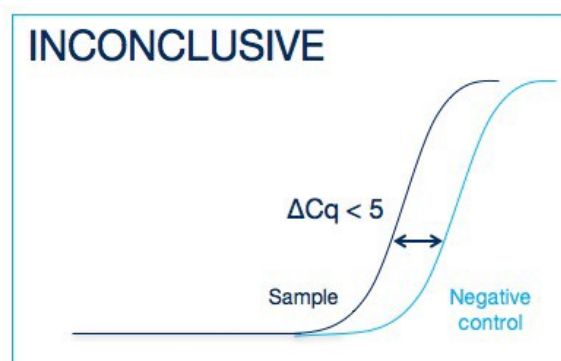 INCONCLUSIVE
ΔCq < 5
Sample
Negative
control